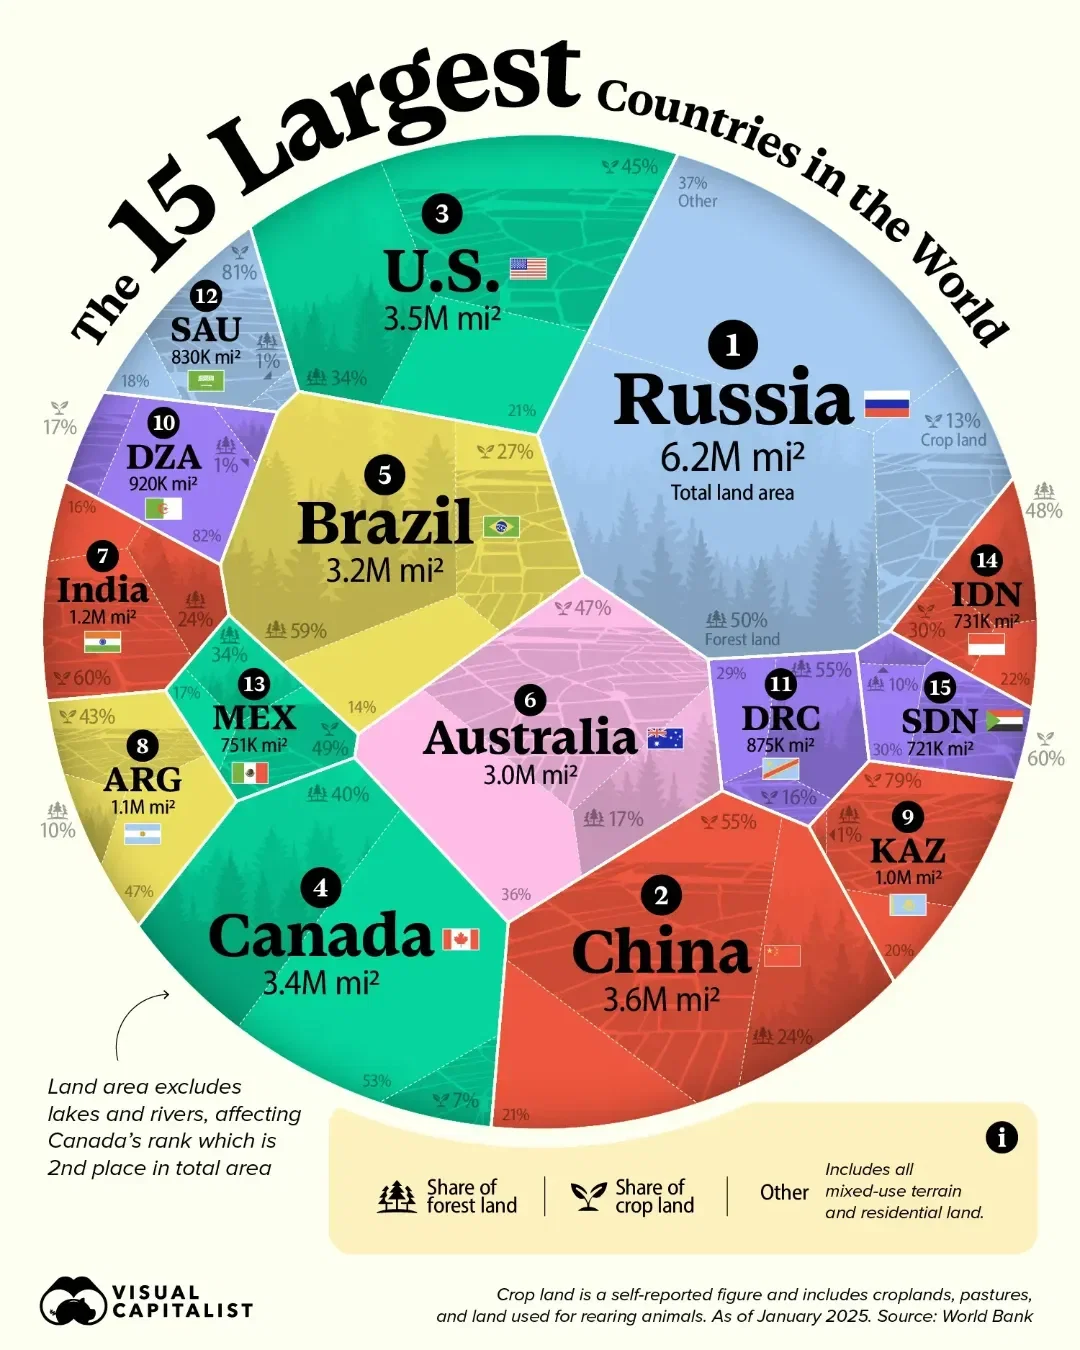 The 15 Largest Countries in the World
3
U.S.
3.5M mi²
45%
34%
21%
37%
Other
1
Russia
6.2M mi²
Total land area
13%
Crop land
50%
Forest land
81%
12
SAU
830K mi²
1%
18%
17%
10
DZA
920K mi²
1%
82%
5
Brazil
3.2M mi²
27%
59%
14%
16%
7
India
1.2M mi²
24%
60%
48%
14
IDN
731K mi²
30%
22%
47%
6
Australia
3.0M mi²
17%
36%
34%
17%
13
MEX
751K mi²
49%
29%
55%
11
DRC
875K mi²
16%
10%
15
SDN
721K mi²
30%
60%
43%
8
ARG
1.1M mi²
10%
47%
79%
9
KAZ
1%
1.0M mi²
20%
40%
4
Canada
3.4M mi²
53%
7%
55%
2
China
3.6M mi²
24%
21%
Land area excludes
lakes and rivers, affecting
Canada's rank which is
2nd place in total area
i
Share of
forest land
Share of
crop land
Other
Includes all
mixed-use terrain
and residential land.
VISUAL
CAPITALIST
Crop land is a self-reported figure and includes croplands, pastures,
and land used for rearing animals. As of January 2025. Source: World Bank